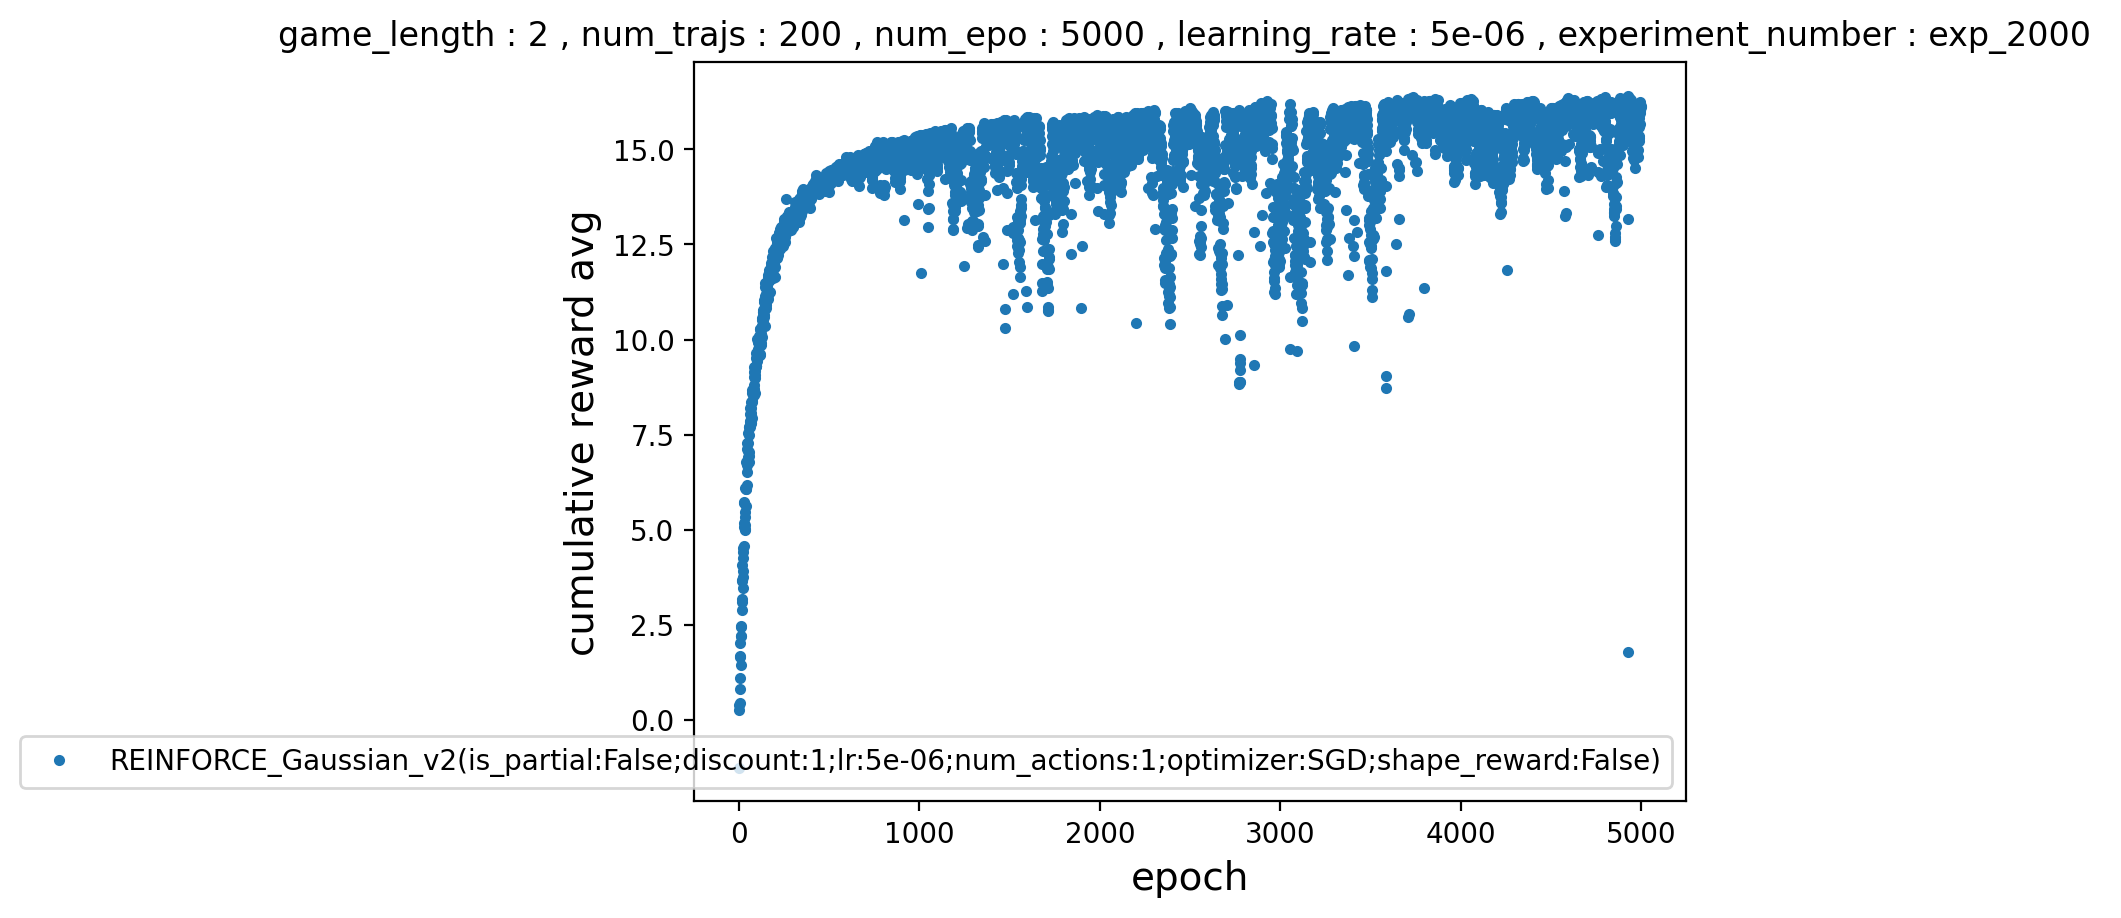 game_length : 2 , num_trajs : 200 , num_epo : 5000 , learning_rate : 5e-06 , experiment_number : exp_2000
cumulative reward avg
15.0
12.5
10.0
7.5
5.0
2.5
0.0
REINFORCE_Gaussian_v2(is_partial:False;discount:1;lr:5e-06;num_actions:1;optimizer:SGD;shape_reward:False)
0 1000 2000 3000 4000 5000
epoch